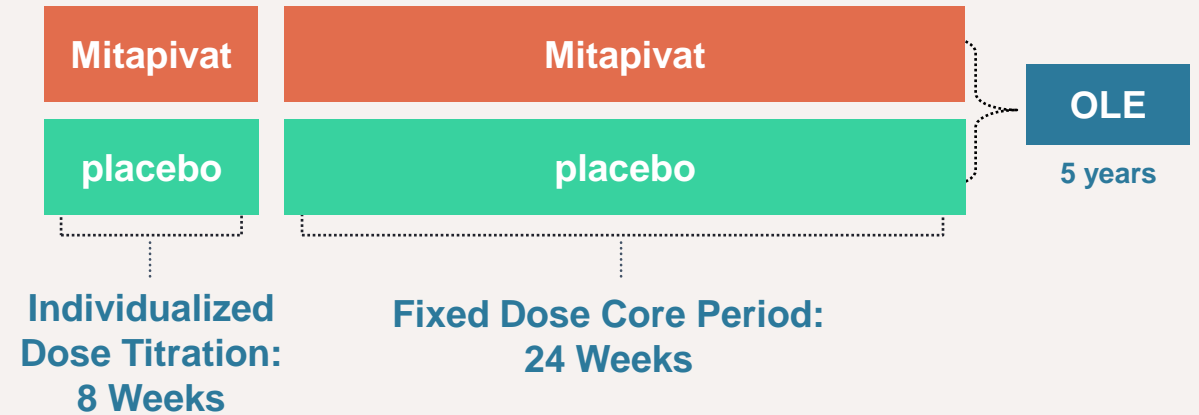 Mitapivat
Mitapivat
OLE
placebo
placebo
5 years
Individualized
Dose Titration:
8 Weeks
Fixed Dose Core Period:
24 Weeks